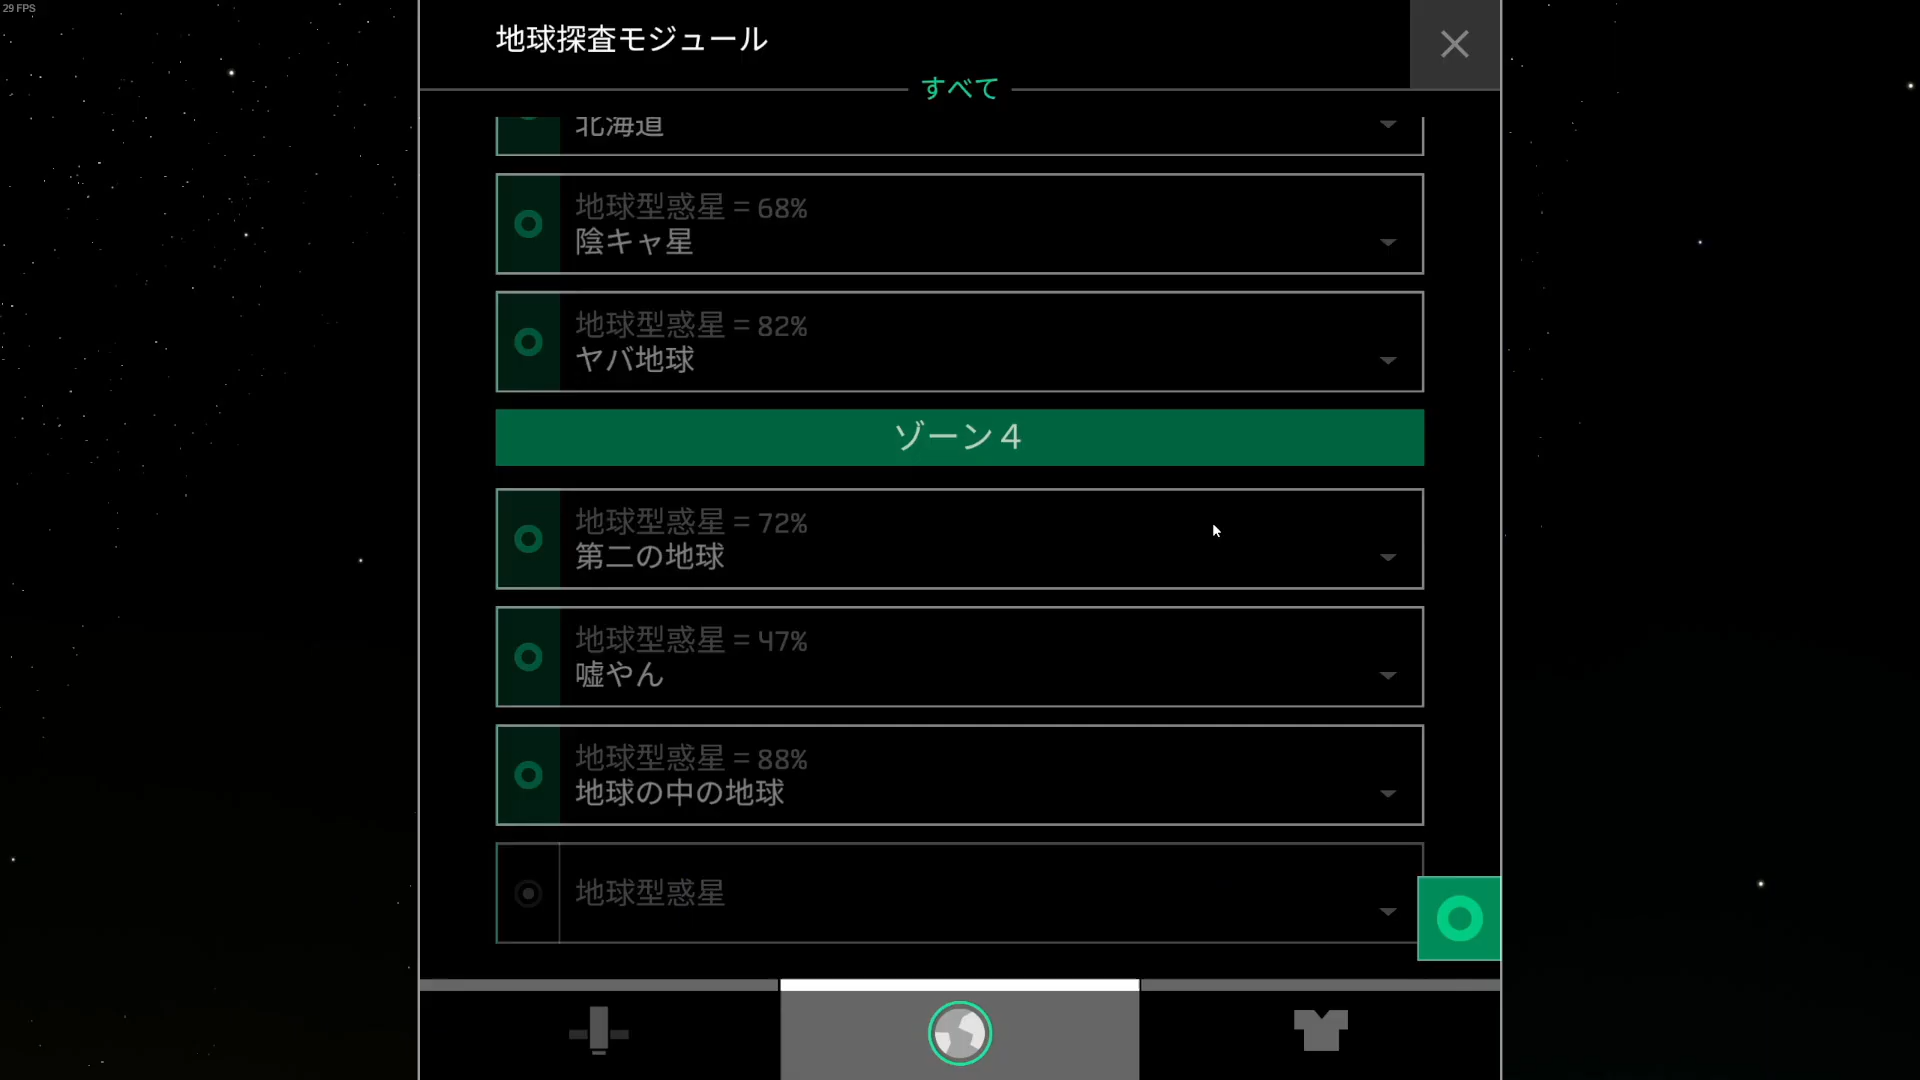 29 FPS
地球探査モジュール
すべて
北海道
地球型惑星 = 68%
陰キャ星
地球型惑星 = 82%
ヤバ地球
ゾーン 4
地球型惑星 = 72%
第二の地球
地球型惑星 = 47%
嘘やん
地球型惑星 = 88%
地球の中の地球
地球型惑星